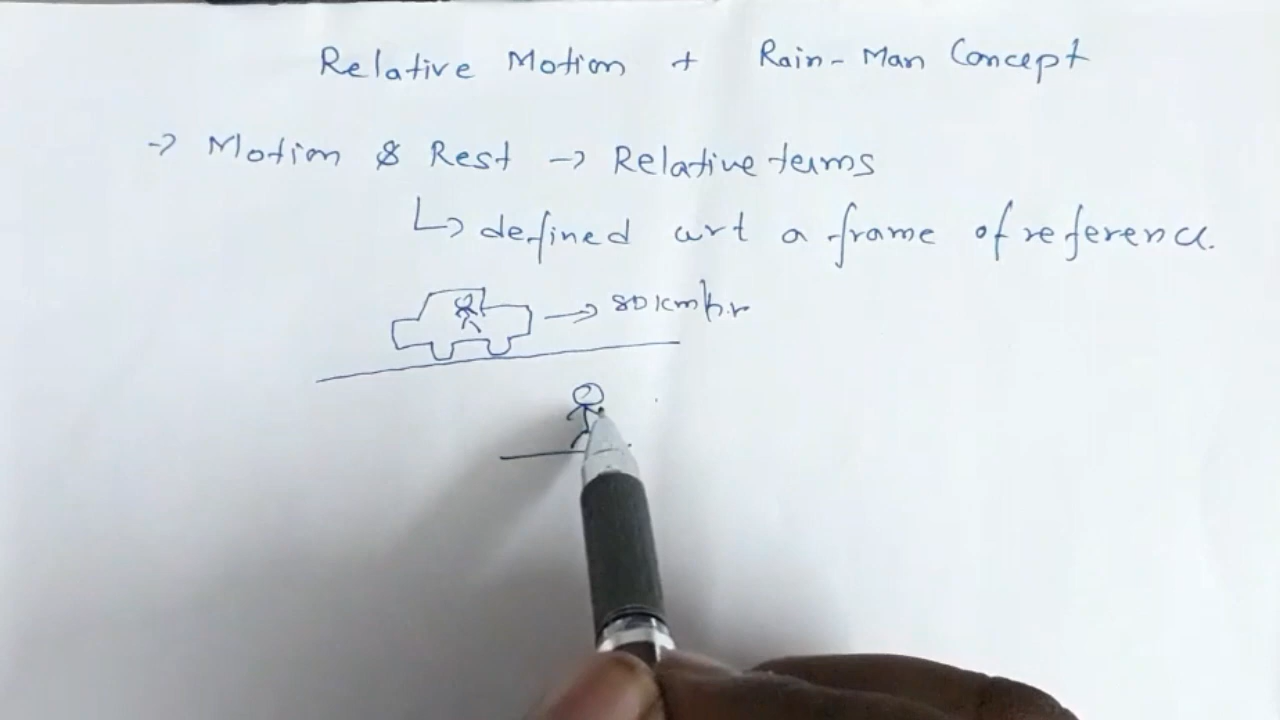 Relative Motion + Rain-Man Concept
→ Motion & Rest → Relative terms
↳ defined wrt a frame of reference.
→ 80 km/hr